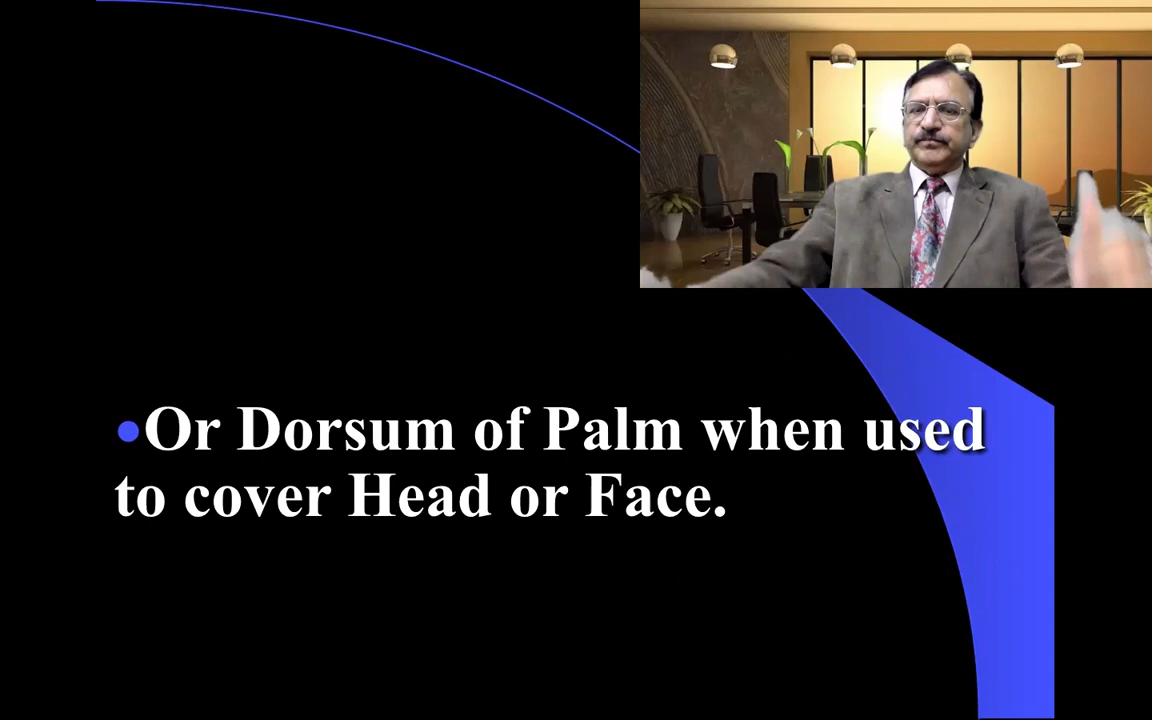 •Or Dorsum of Palm when used
to cover Head or Face.